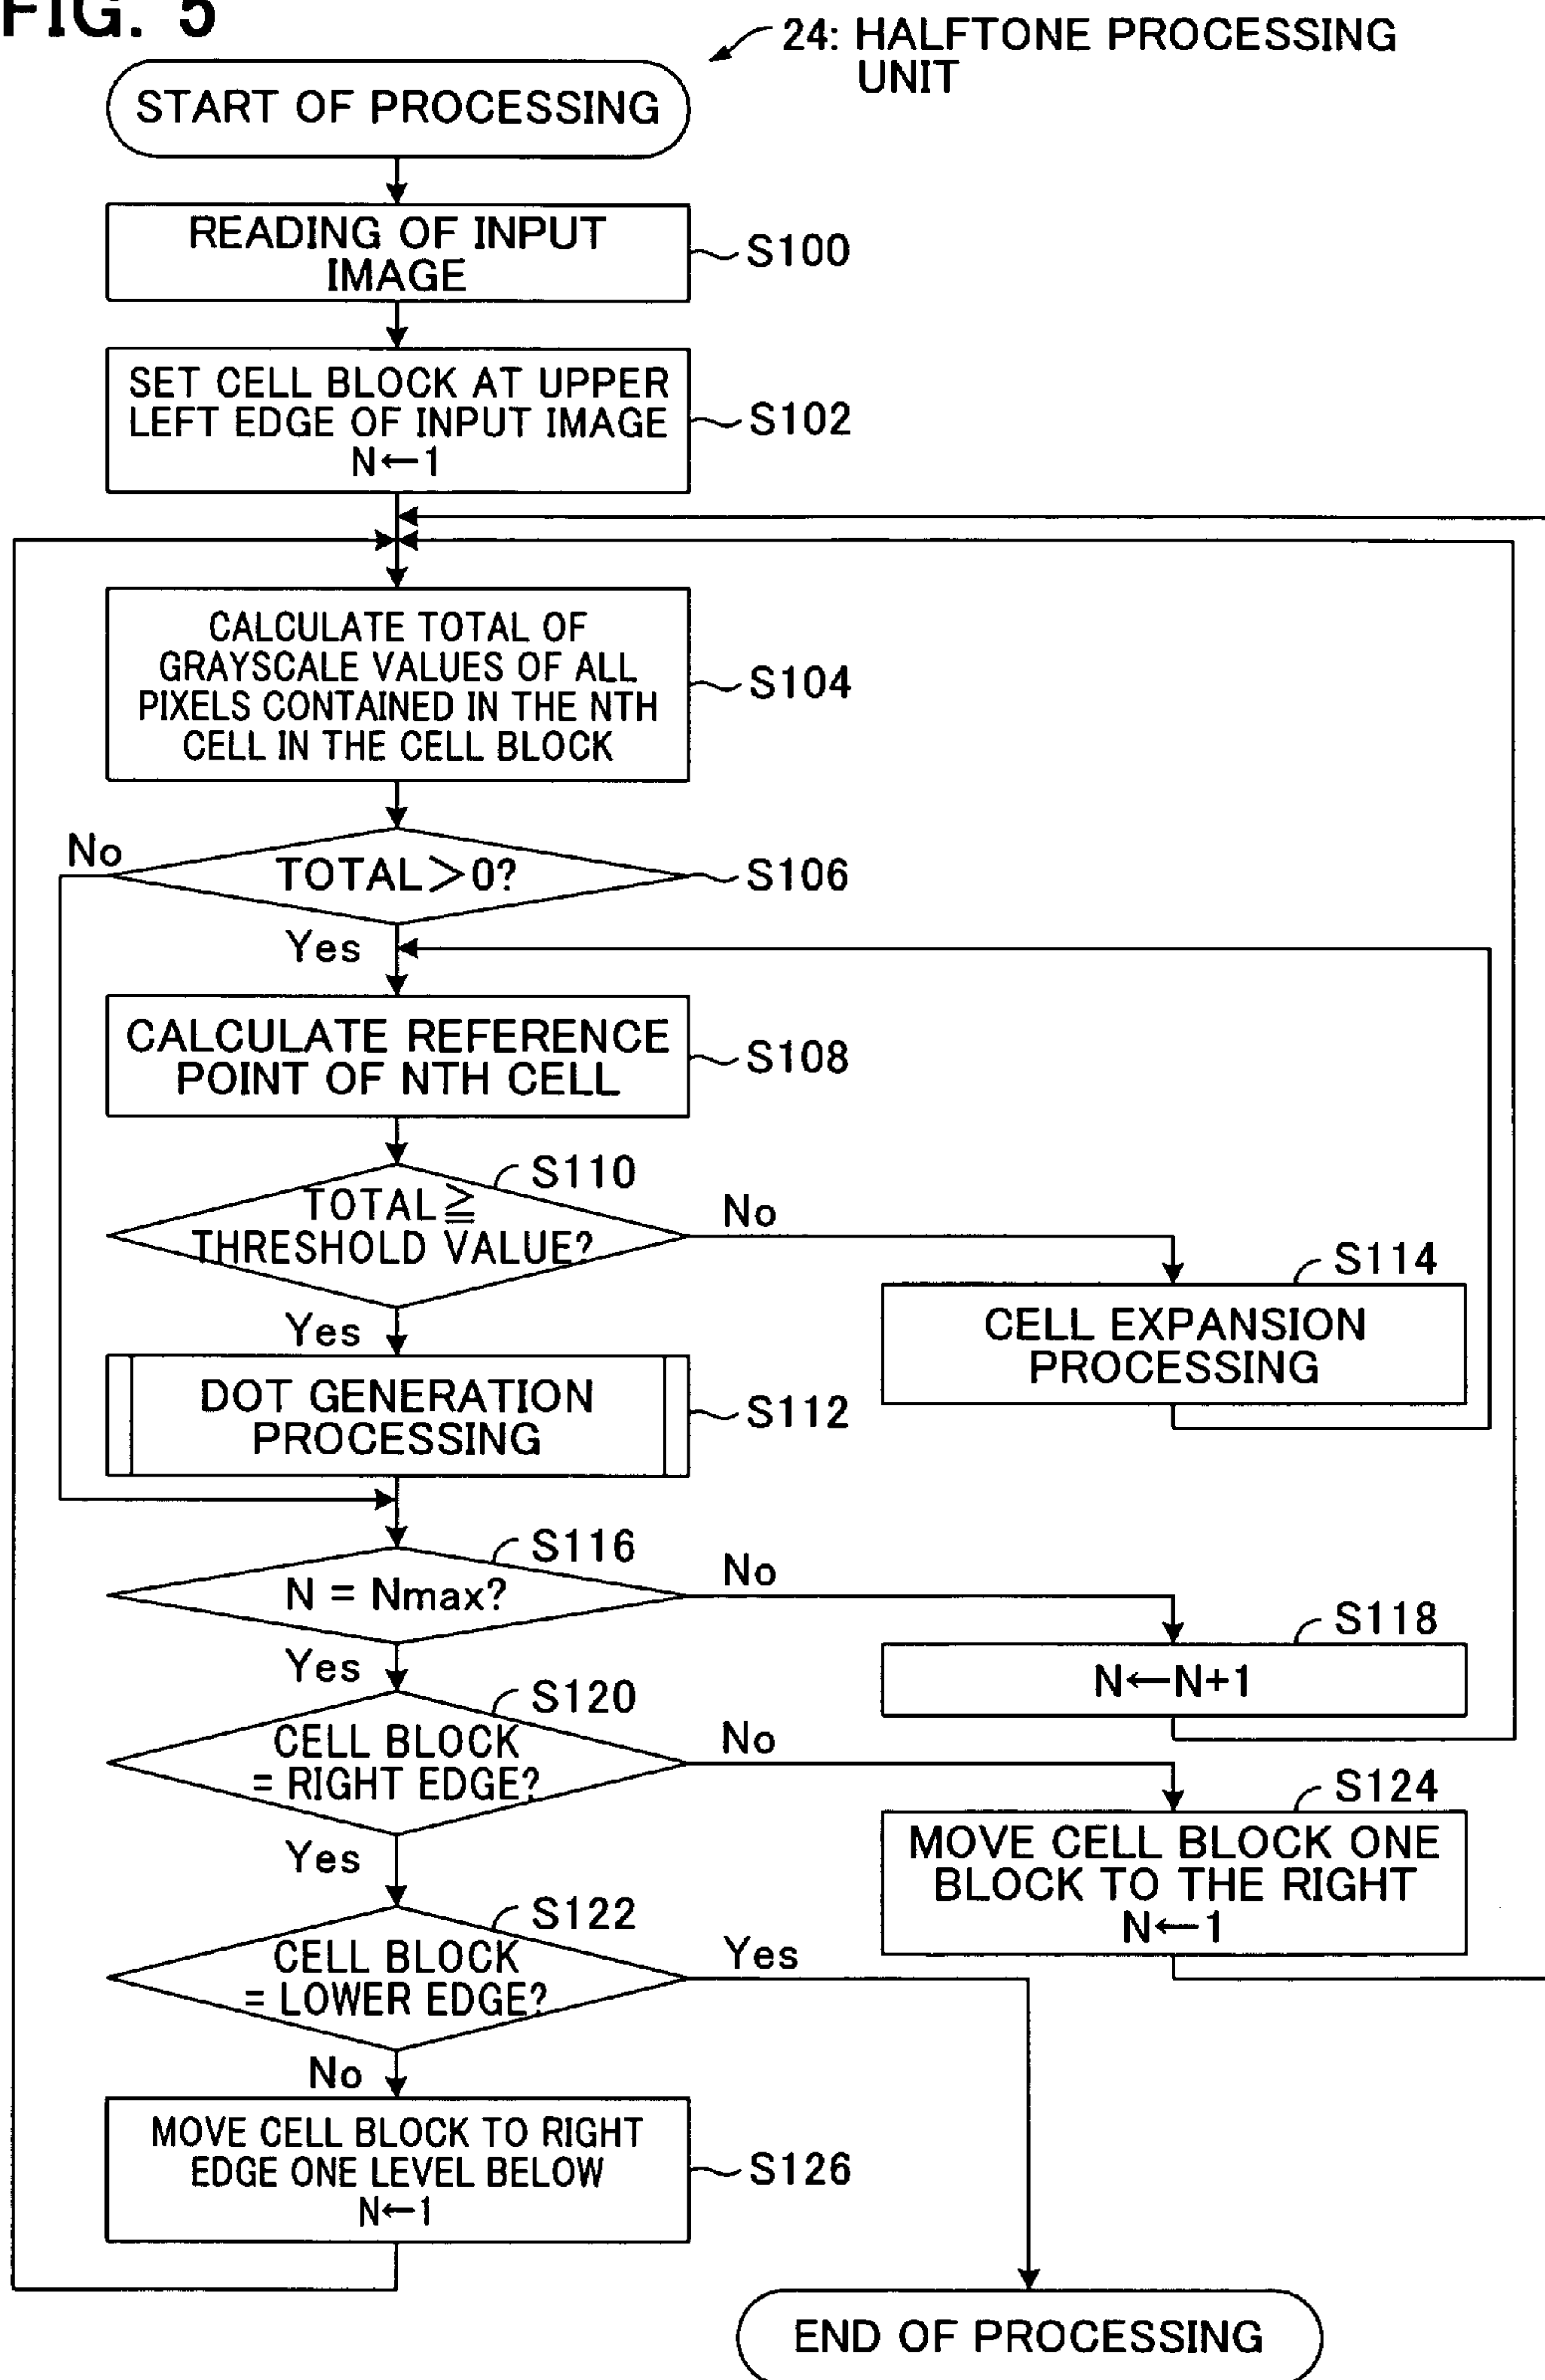 FIG. 5
24: HALFTONE PROCESSING
UNIT
START OF PROCESSING
READING OF INPUT
IMAGE
S100
SET CELL BLOCK AT UPPER
LEFT EDGE OF INPUT IMAGE
N←1
S102
CALCULATE TOTAL OF
GRAYSCALE VALUES OF ALL
PIXELS CONTAINED IN THE NTH
CELL IN THE CELL BLOCK
S104
No
TOTAL>0?
S106
Yes
CALCULATE REFERENCE
POINT OF NTH CELL
S108
S110
TOTAL≧
THRESHOLD VALUE?
No
S114
CELL EXPANSION
PROCESSING
Yes
DOT GENERATION
PROCESSING
S112
S116
N = Nmax?
No
S118
N←N+1
Yes
S120
CELL BLOCK
= RIGHT EDGE?
No
S124
MOVE CELL BLOCK ONE
BLOCK TO THE RIGHT
N←1
Yes
S122
CELL BLOCK
= LOWER EDGE?
Yes
No
MOVE CELL BLOCK TO RIGHT
EDGE ONE LEVEL BELOW
N←1
S126
END OF PROCESSING